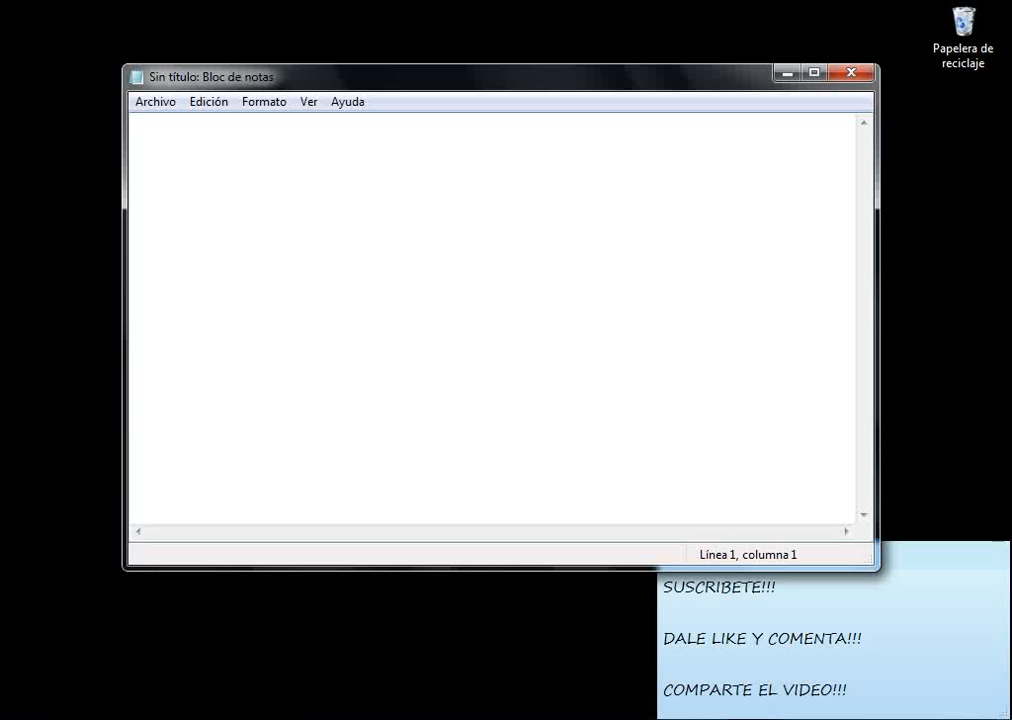 Papelera de
reciclaje
Sin título: Bloc de notas
Archivo Edición Formato Ver Ayuda
Línea 1, columna 1
SUSCRIBETE!!!
DALE LIKE Y COMENTA!!!
COMPARTE EL VIDEO!!!